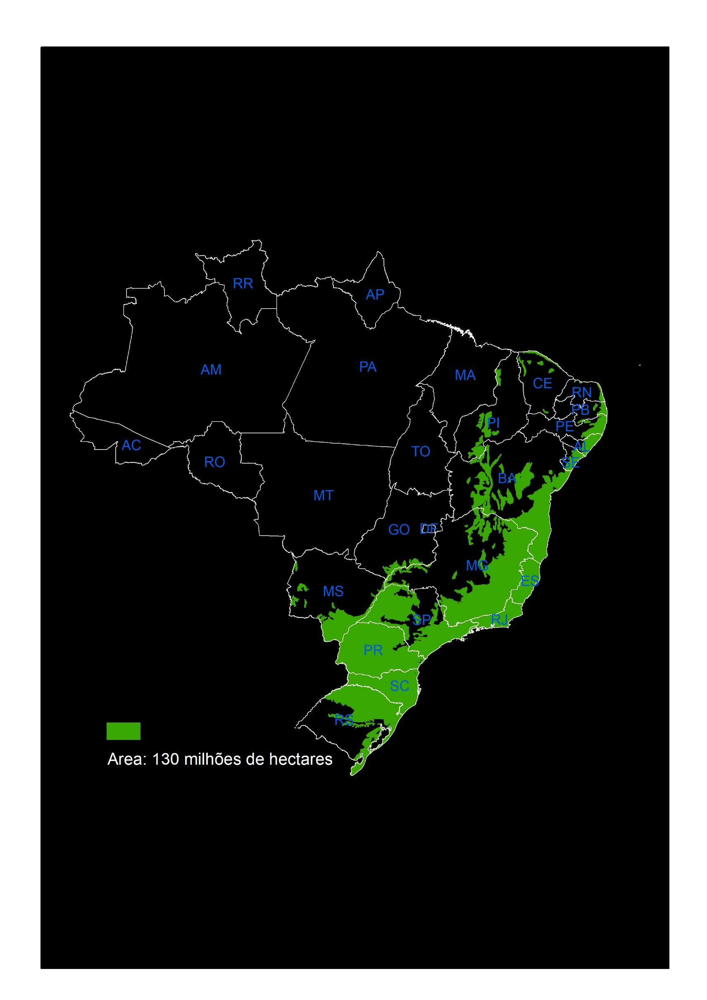 RR
AP
AM
PA
MA
CE
RN
PB
PI
PE
AC
AL
TO
RO
SE
BA
MT
GO
DF
MG
ES
MS
SP
RJ
PR
SC
RS
Area: 130 milhões de hectares